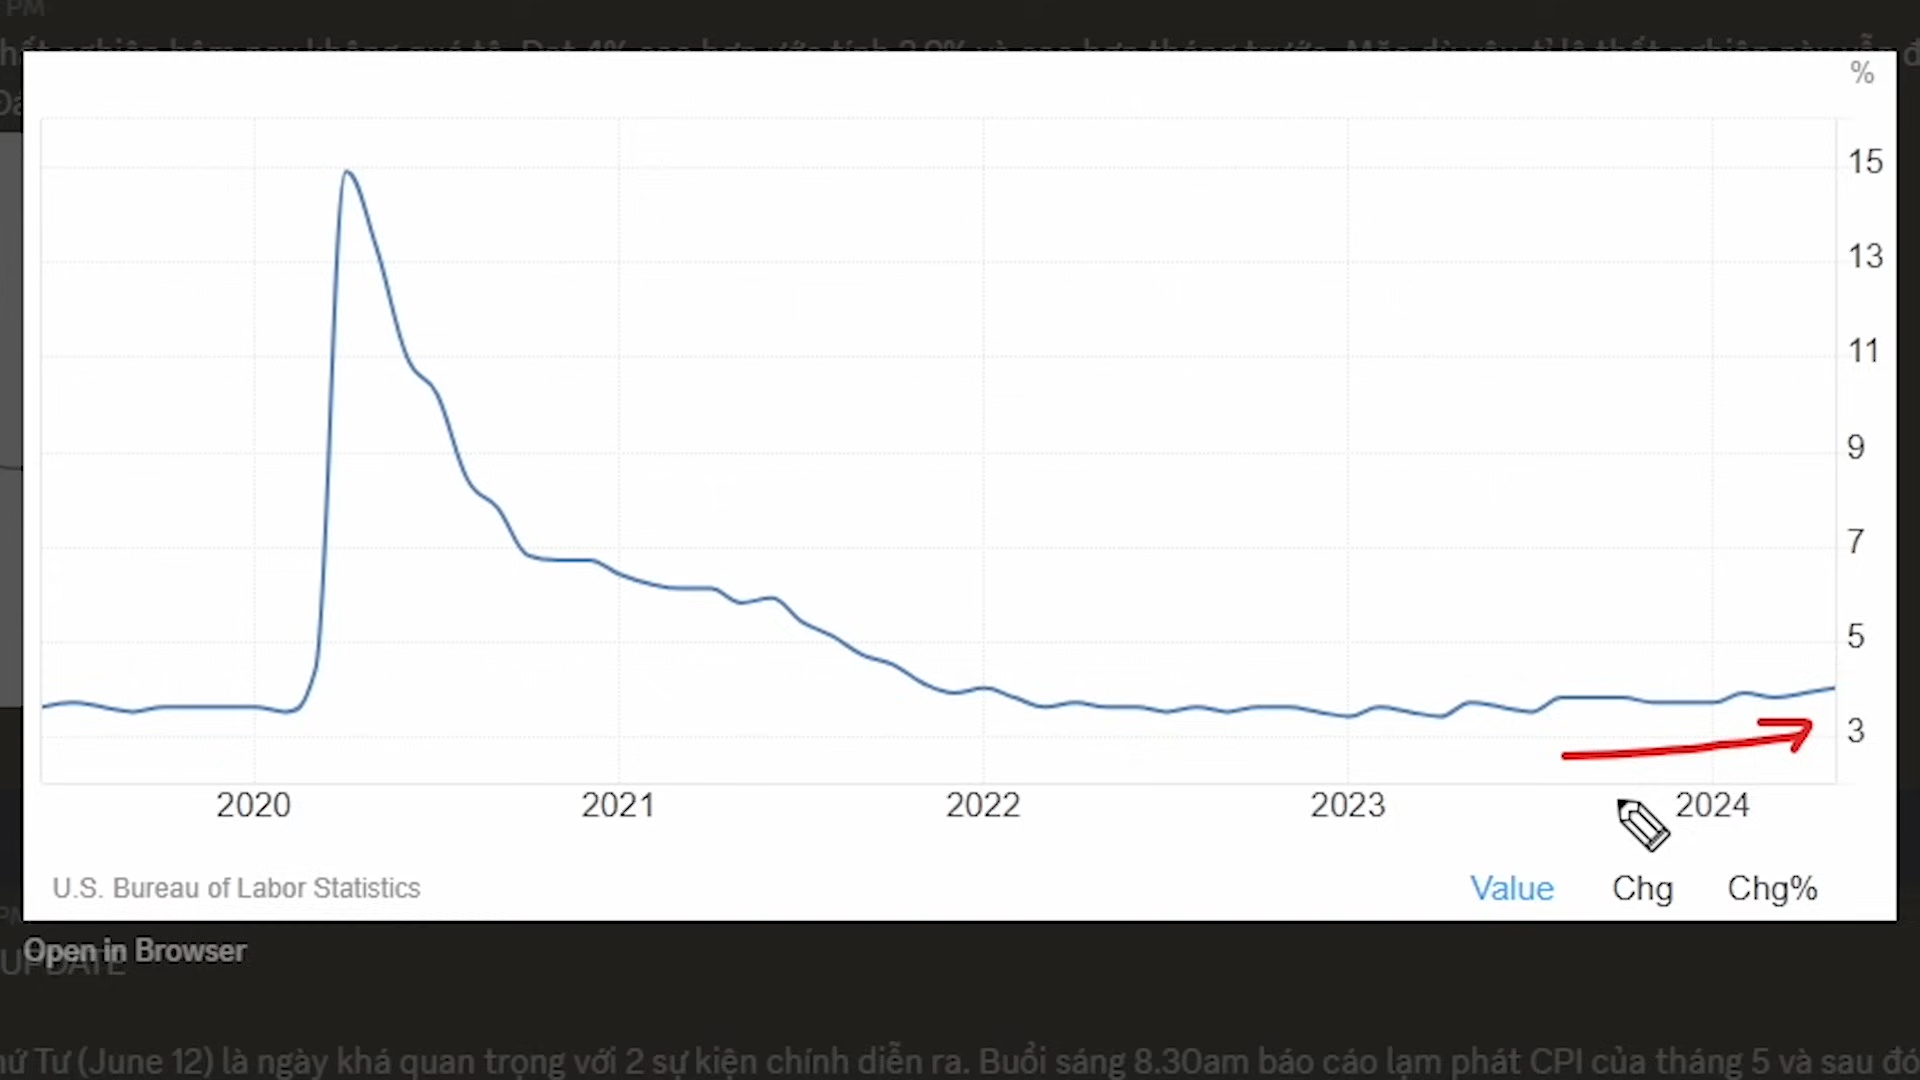 PM
%
15
13
11
9
7
5
3
2020 2021 2022 2023 2024
U.S. Bureau of Labor Statistics Value Chg Chg%
Open in Browser
UPDATE
Tư (June 12) là ngày khá quan trọng với 2 sự kiện chính diễn ra. Buổi sáng 8.30am báo cáo lạm phát CPI của tháng 5 và sau đó